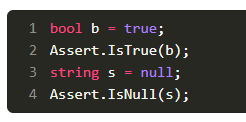 1 bool b = true;
2 Assert.IsTrue(b);
3 string s = null;
4 Assert.IsNull(s);